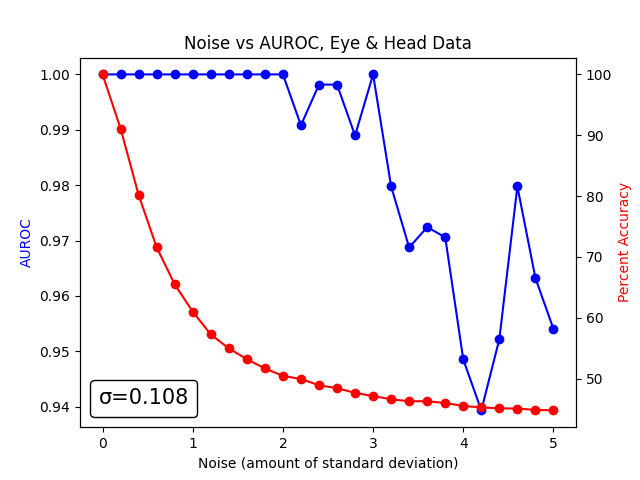 Noise vs AUROC, Eye & Head Data
1.00
0.99
0.98
0.97
0.96
0.95
0.94
AUROC
100
90
80
70
60
50
Percent Accuracy
σ=0.108
0 1 2 3 4 5
Noise (amount of standard deviation)